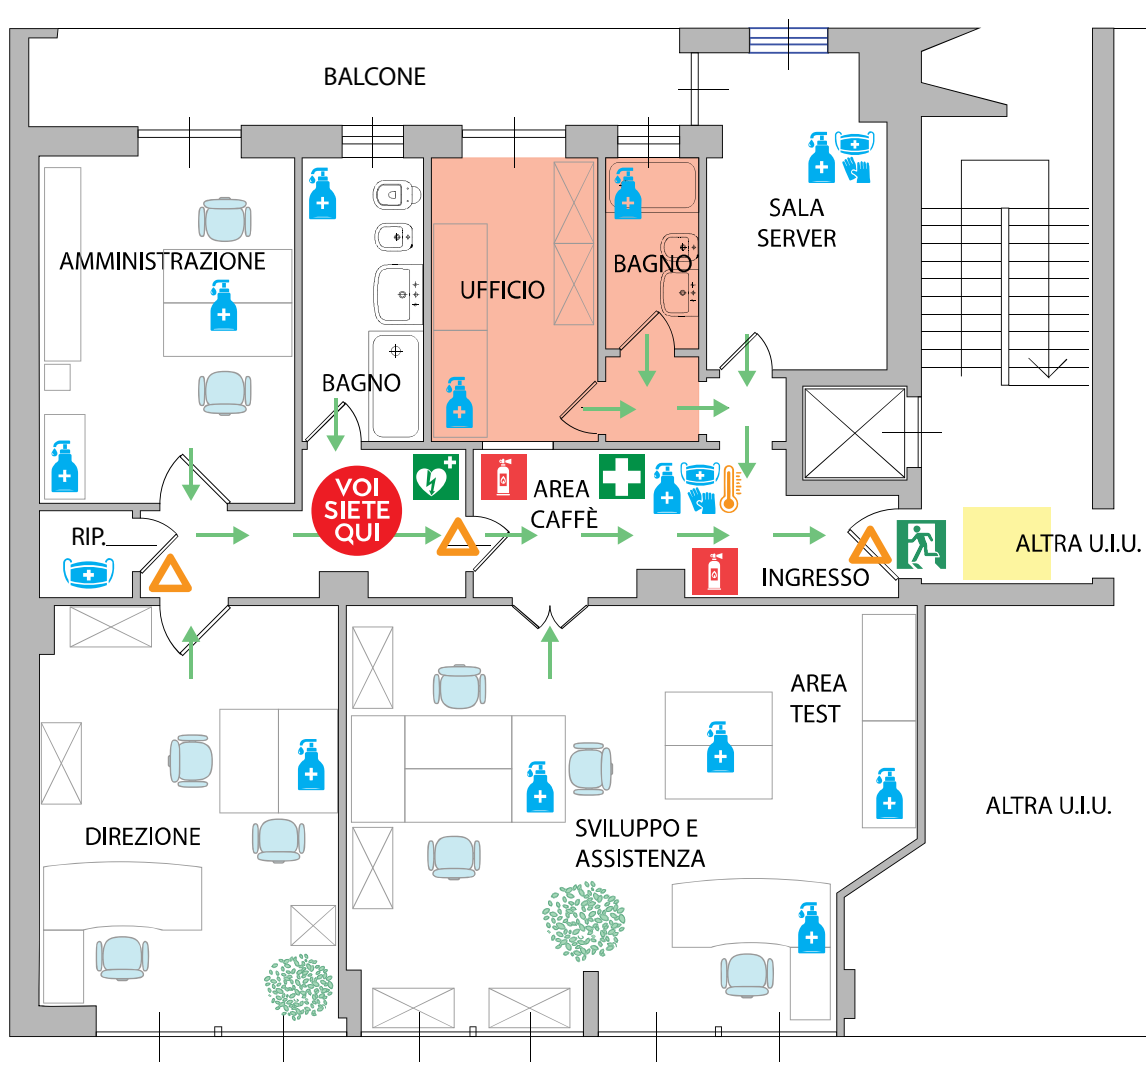 BALCONE
SALA
SERVER
AMMINISTRAZIONE
UFFICIO
BAGNO
BAGNO
VOI
SIETE
QUI
AREA
CAFFÈ
RIP.
INGRESSO
ALTRA U.I.U.
AREA
TEST
DIREZIONE
SVILUPPO E
ASSISTENZA
ALTRA U.I.U.